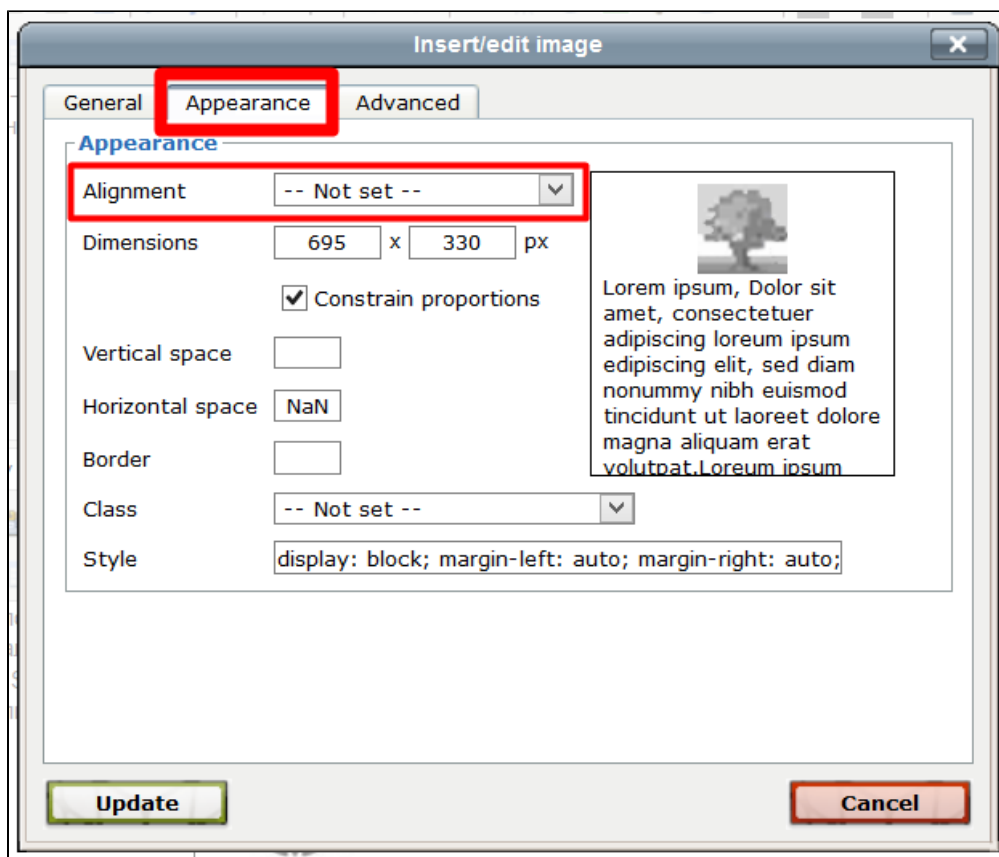 Insert/edit image
General Appearance Advanced
Appearance
Alignment -- Not set --
Dimensions 695 x 330 px
Constrain proportions
Vertical space
Horizontal space NaN
Border
Class -- Not set --
Style display: block; margin-left: auto; margin-right: auto;
Lorem ipsum, Dolor sit
amet, consectetuer
adipiscing loreum ipsum
edipiscing elit, sed diam
nonummy nibh euismod
tincidunt ut laoreet dolore
magna aliquam erat
volutpat.Loreum ipsum
Update Cancel